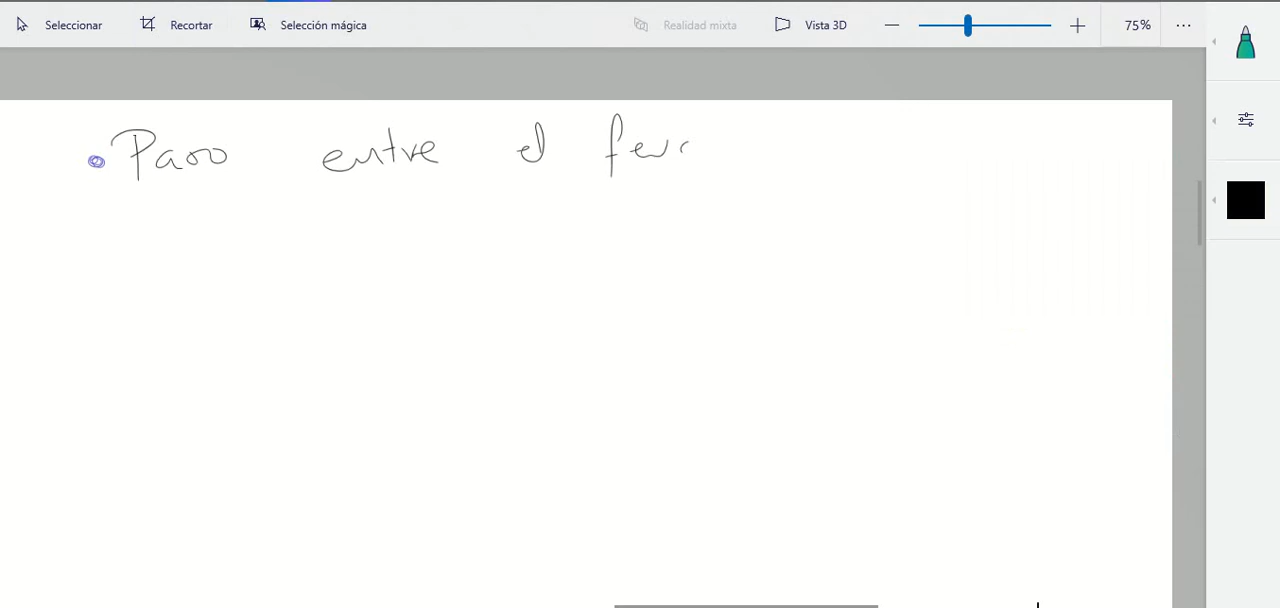 Seleccionar Recortar Selección mágica Realidad mixta Vista 3D 75%
Paso entre el